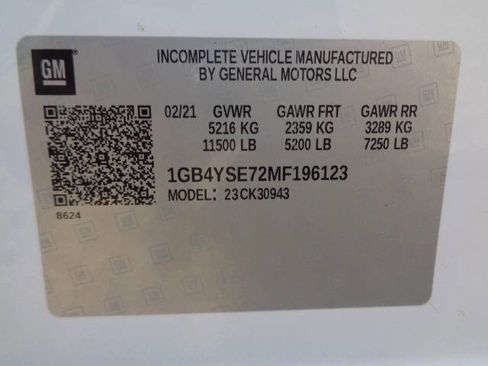 GM
INCOMPLETE VEHICLE MANUFACTURED
BY GENERAL MOTORS LLC
02/21 GVWR GAWR FRT GAWR RR
5216 KG 2359 KG 3289 KG
11500 LB 5200 LB 7250 LB
1GB4YSE72MF196123
MODEL: 23CK30943
8624